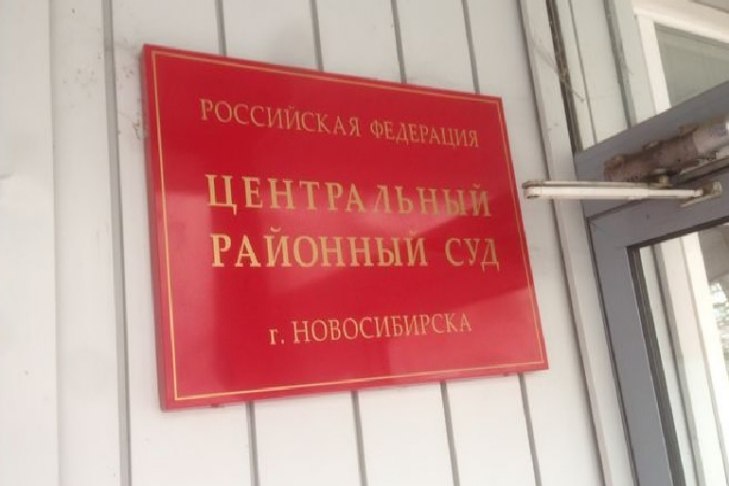 РОССИЙСКАЯ ФЕДЕРАЦИЯ
ЦЕНТРАЛЬНЫЙ
РАЙОННЫЙ СУД
г. НОВОСИБИРСКА